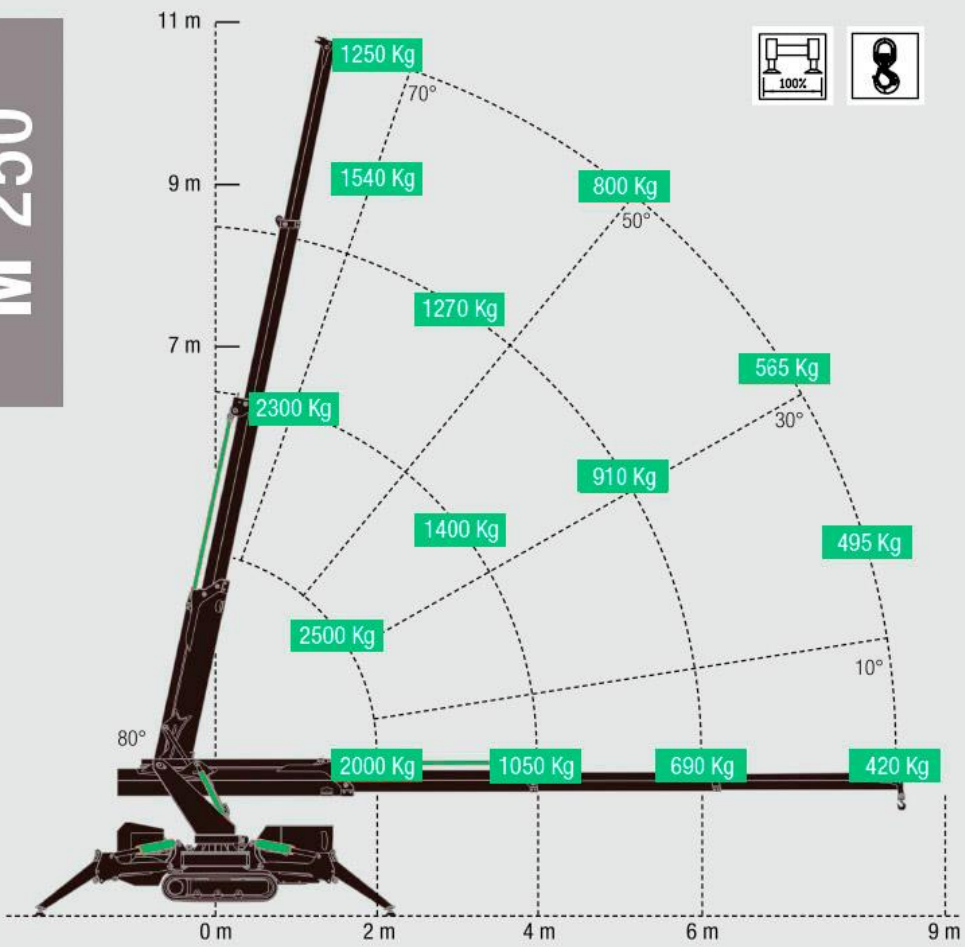 11 m
1250 Kg
100%
70°
M 250
9 m
1540 Kg
800 Kg
50°
1270 Kg
7 m
565 Kg
2300 Kg
30°
910 Kg
1400 Kg
495 Kg
2500 Kg
10°
80°
2000 Kg
1050 Kg
690 Kg
420 Kg
0 m
2 m
4 m
6 m
9 m